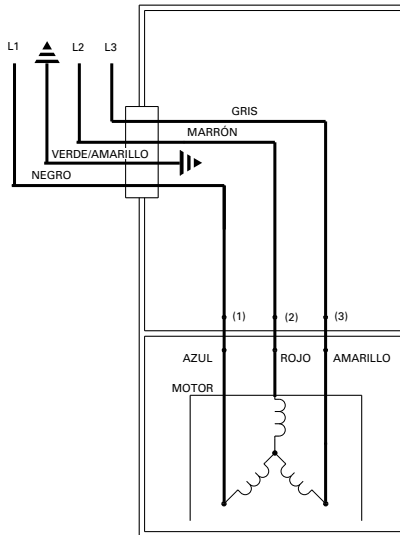 L1
L2
L3
GRIS
MARRÓN
VERDE/AMARILLO
NEGRO
(1)
(2)
(3)
AZUL
ROJO
AMARILLO
MOTOR